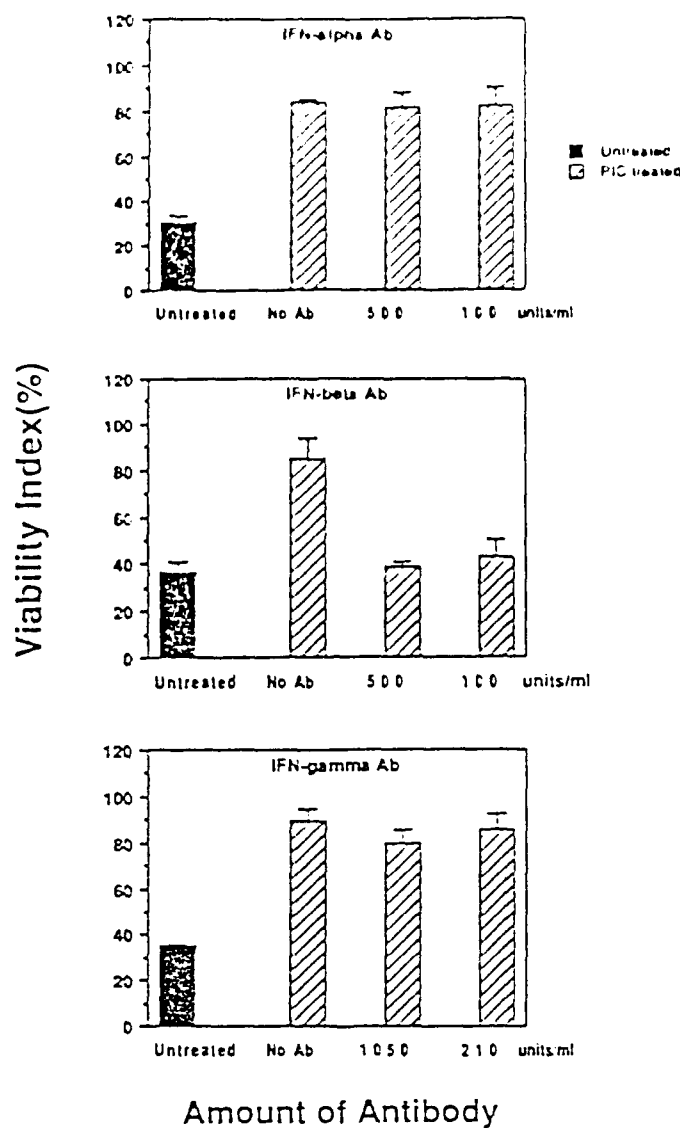 IFN-alpha Ab
120
100
80
60
40
20
0
Untreated No Ab 500 100 units/ml
Untreated
PIC treated
Viability Index(%)
IFN-beta Ab
120
100
80
60
40
20
0
Untreated No Ab 500 100 units/ml
IFN-gamma Ab
120
100
80
60
40
20
0
Untreated No Ab 1050 210 units/ml
Amount of Antibody